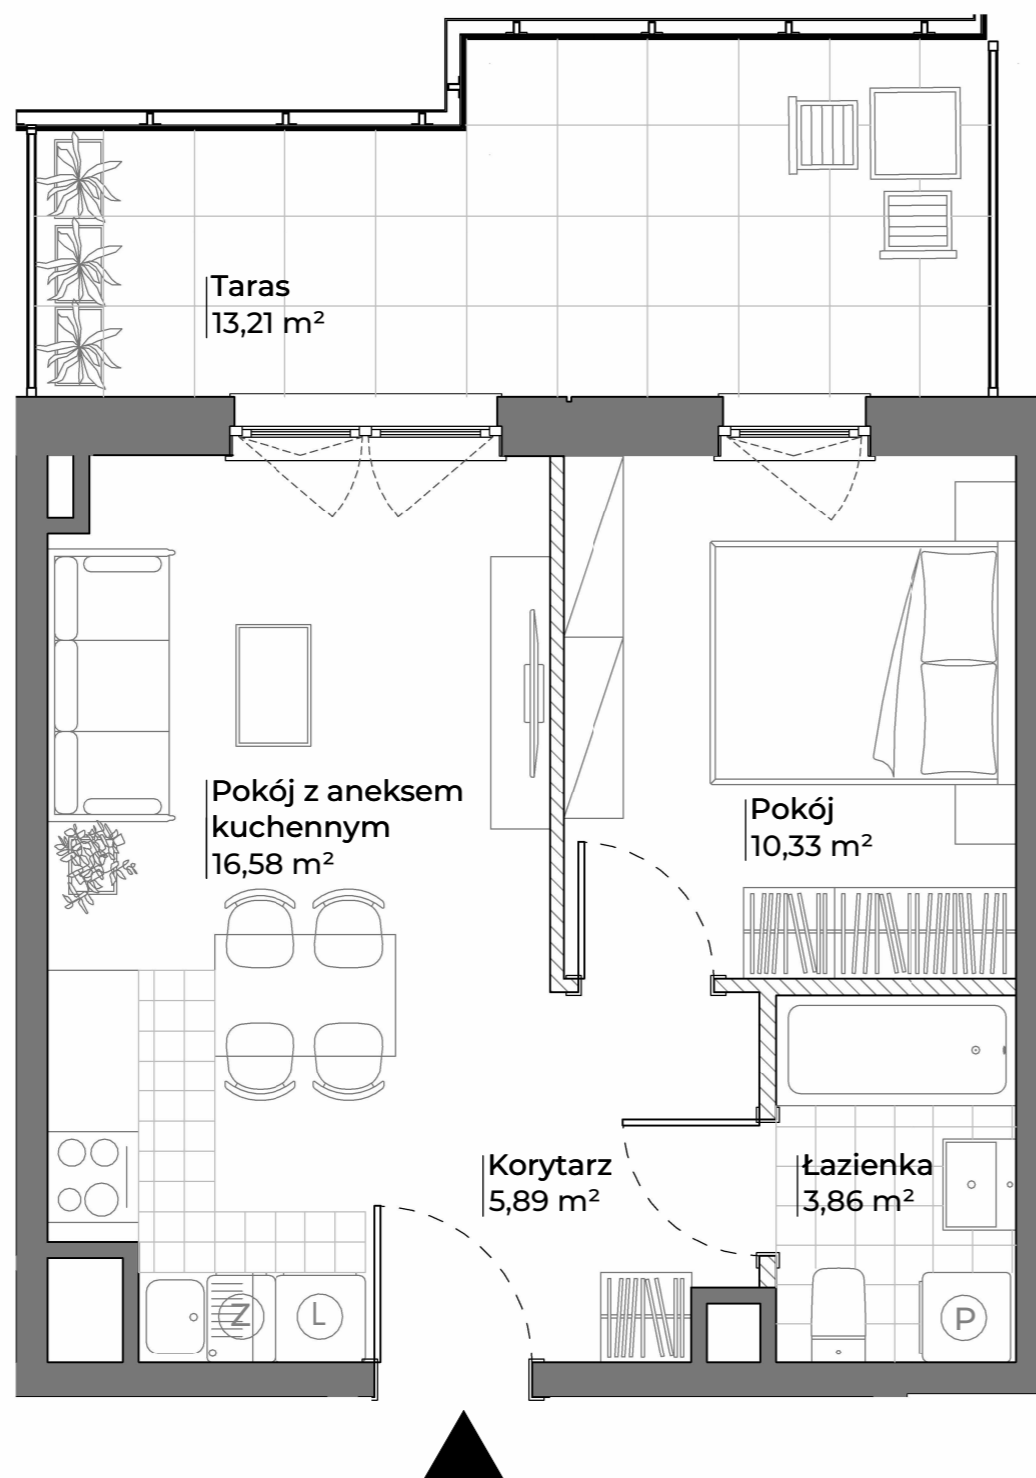 Taras
13,21 m²
Pokój z aneksem
kuchennym
16,58 m²
Pokój
10,33 m²
Korytarz
5,89 m²
Łazienka
3,86 m²
Z
L
P